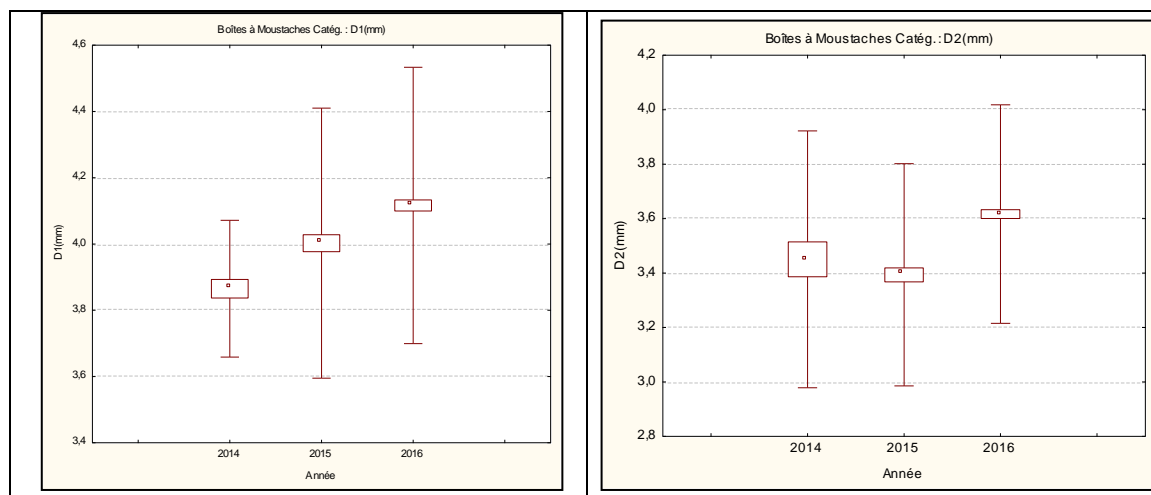 Boîtes à Moustaches Catég. : D1(mm)
4,6
4,4
4,2
4,0
3,8
3,6
3,4
D1(mm)
2014 2015 2016
Année
Boîtes à Moustaches Catég. : D2(mm)
4,2
4,0
3,8
3,6
3,4
3,2
3,0
2,8
D2(mm)
2014 2015 2016
Année